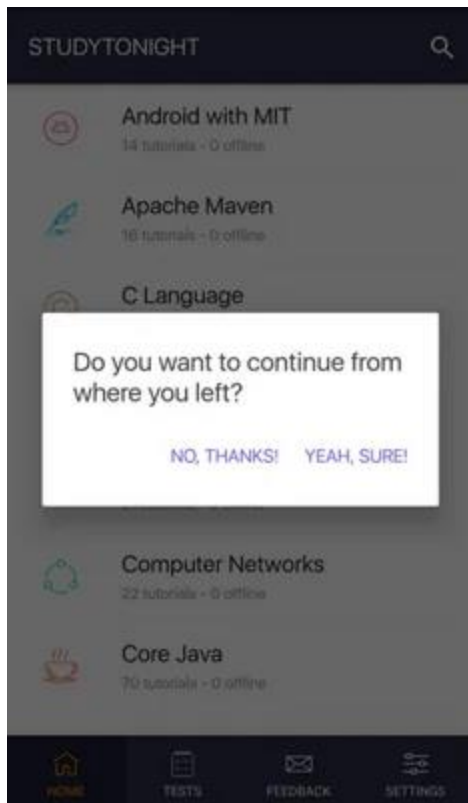 STUDYTONIGHT
Android with MIT
14 tutorials - 0 offline
Apache Maven
16 tutorials - 0 offline
C Language
Do you want to continue from
where you left?
NO, THANKS!
YEAH, SURE!
Computer Networks
22 tutorials - 0 offline
Core Java
70 tutorials - 0 offline
HOME
TESTS
FEEDBACK
SETTINGS